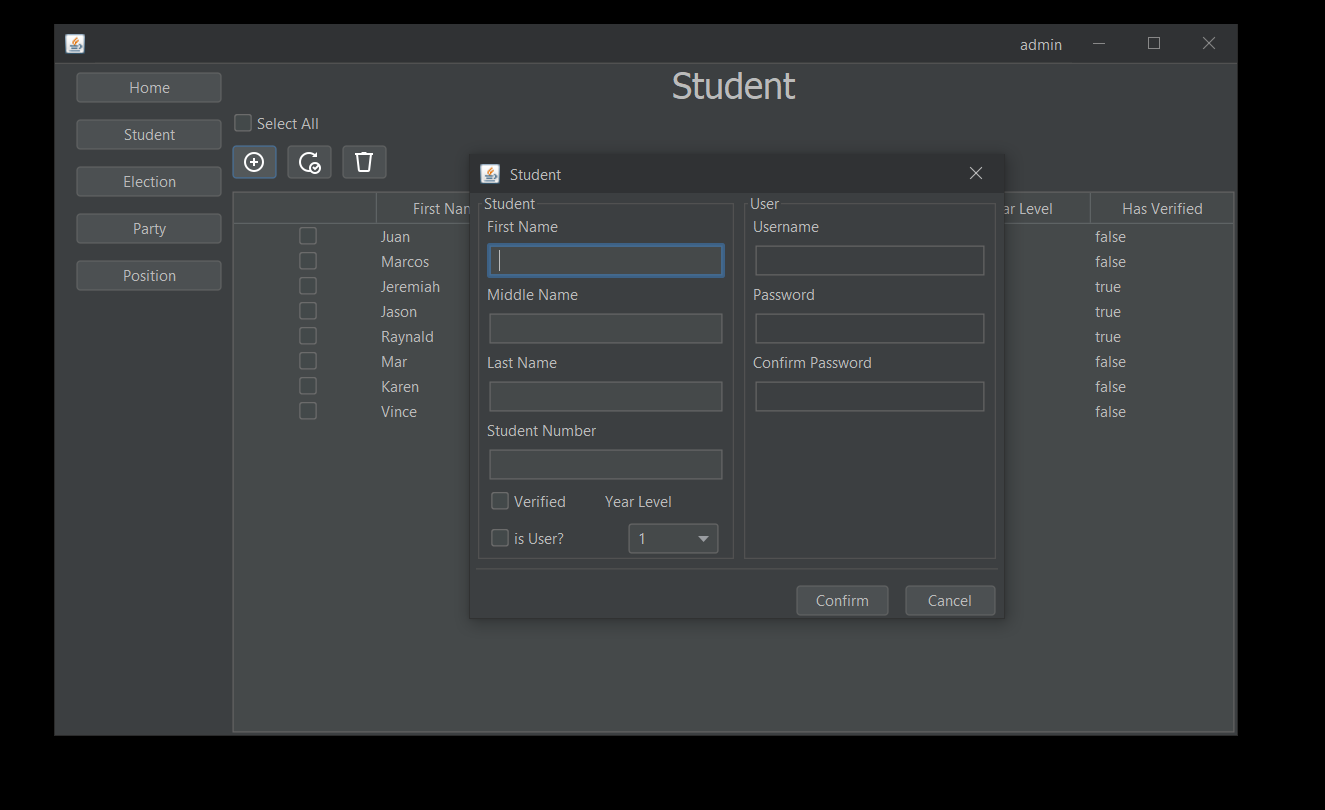 admin
Home
Student
Election
Party
Position
Student
Select All
First Nam
ar Level
Has Verified
Juan
false
Marcos
false
Jeremiah
true
Jason
true
Raynald
true
Mar
false
Karen
false
Vince
false
Student
Student
First Name
Middle Name
Last Name
Student Number
Verified
Year Level
is User?
1
User
Username
Password
Confirm Password
Confirm
Cancel